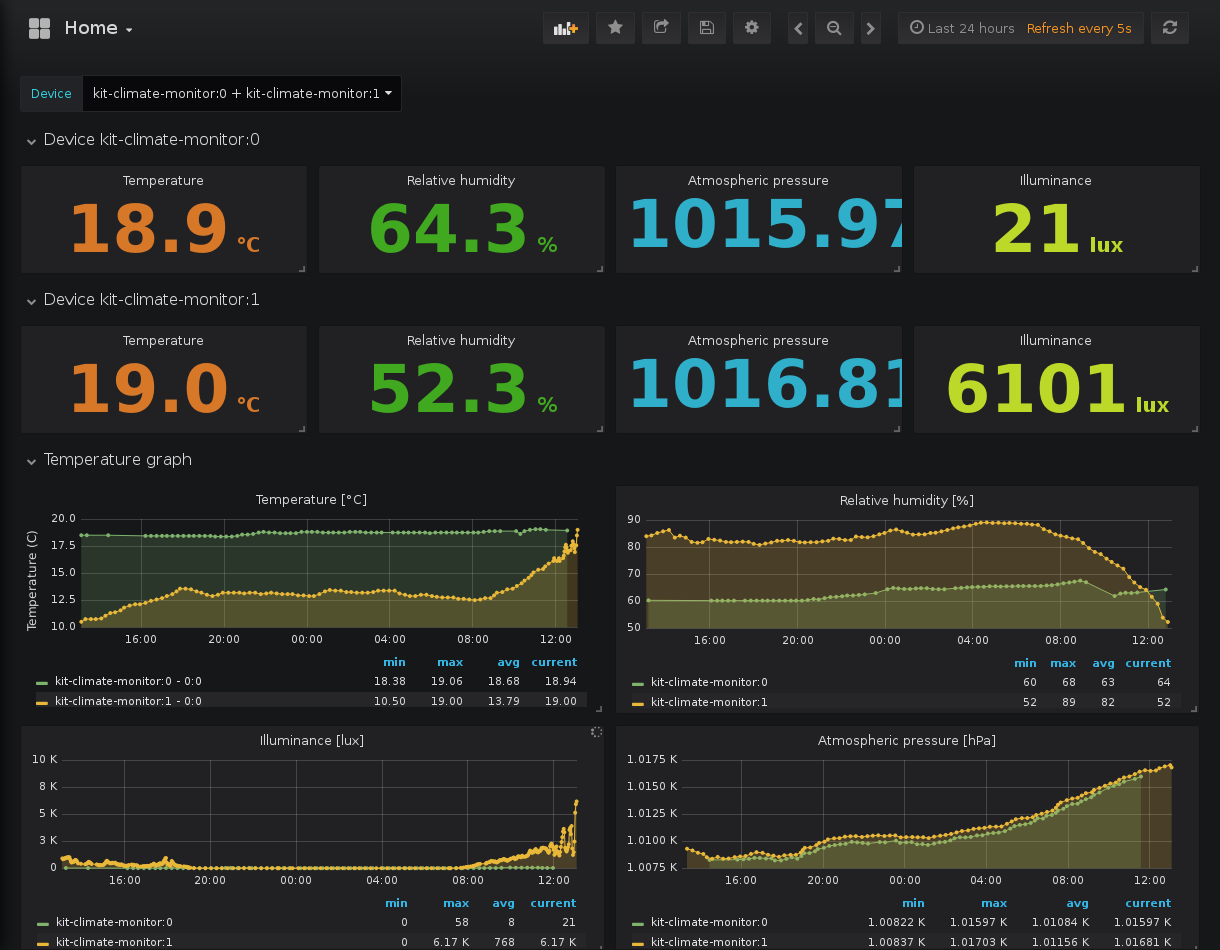 Home
Last 24 hours Refresh every 5s
Device kit-climate-monitor:0 + kit-climate-monitor:1
Device kit-climate-monitor:0
Temperature Relative humidity Atmospheric pressure Illuminance
18.9 °C 64.3 % 1015.97 21 lux
Device kit-climate-monitor:1
Temperature Relative humidity Atmospheric pressure Illuminance
19.0 °C 52.3 % 1016.81 6101 lux
Temperature graph
Temperature [°C]
Temperature (C)
20.0
17.5
15.0
12.5
10.0
16:00 20:00 00:00 04:00 08:00 12:00
min max avg current
kit-climate-monitor:0 - 0:0 18.38 19.06 18.68 18.94
kit-climate-monitor:1 - 0:0 10.50 19.00 13.79 19.00
Relative humidity [%]
90
80
70
60
50
16:00 20:00 00:00 04:00 08:00 12:00
min max avg current
kit-climate-monitor:0 60 68 63 64
kit-climate-monitor:1 52 89 82 52
Illuminance [lux]
10 K
8 K
5 K
3 K
0
16:00 20:00 00:00 04:00 08:00 12:00
min max avg current
kit-climate-monitor:0 0 58 8 21
kit-climate-monitor:1 0 6.17 K 768 6.17 K
Atmospheric pressure [hPa]
1.0175 K
1.0150 K
1.0125 K
1.0100 K
1.0075 K
16:00 20:00 00:00 04:00 08:00 12:00
min max avg current
kit-climate-monitor:0 1.00822 K 1.01597 K 1.01084 K 1.01597 K
kit-climate-monitor:1 1.00837 K 1.01703 K 1.01156 K 1.01681 K